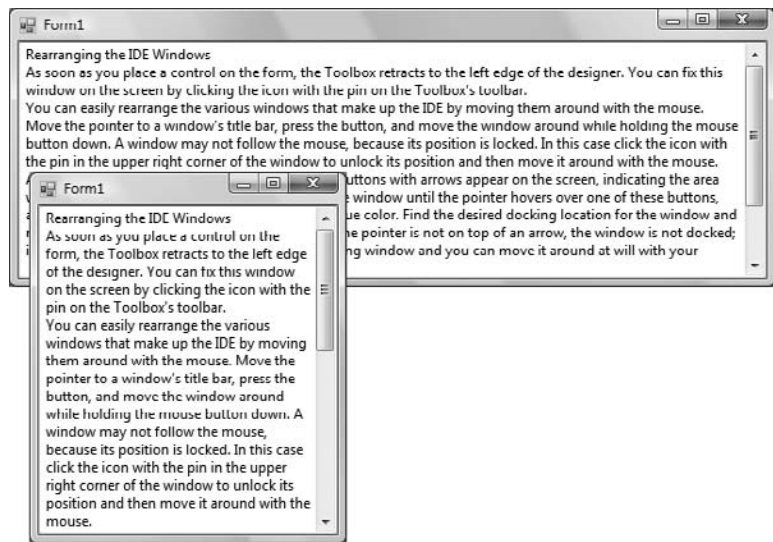 Form1
Rearranging the IDE Windows
As soon as you place a control on the form, the Toolbox retracts to the left edge of the designer. You can fix this
window on the screen by clicking the icon with the pin on the Toolbox's toolbar.
You can easily rearrange the various windows that make up the IDE by moving them around with the mouse.
Move the pointer to a window's title bar, press the button, and move the window around while holding the mouse
button down. A window may not follow the mouse, because its position is locked. In this case click the icon with
the pin in the upper right corner of the window to unlock its position and then move it around with the mouse.
uttons with arrows appear on the screen, indicating the area
e window until the pointer hovers over one of these buttons,
ue color. Find the desired docking location for the window and
he pointer is not on top of an arrow, the window is not docked;
ng window and you can move it around at will with your
Form1
Rearranging the IDE Windows
As soon as you place a control on the
form, the Toolbox retracts to the left edge
of the designer. You can fix this window
on the screen by clicking the icon with the
pin on the Toolbox's toolbar.
You can easily rearrange the various
windows that make up the IDE by moving
them around with the mouse. Move the
pointer to a window's title bar, press the
button, and move the window around
while holding the mouse button down. A
window may not follow the mouse,
because its position is locked. In this case
click the icon with the pin in the upper
right corner of the window to unlock its
position and then move it around with the
mouse.